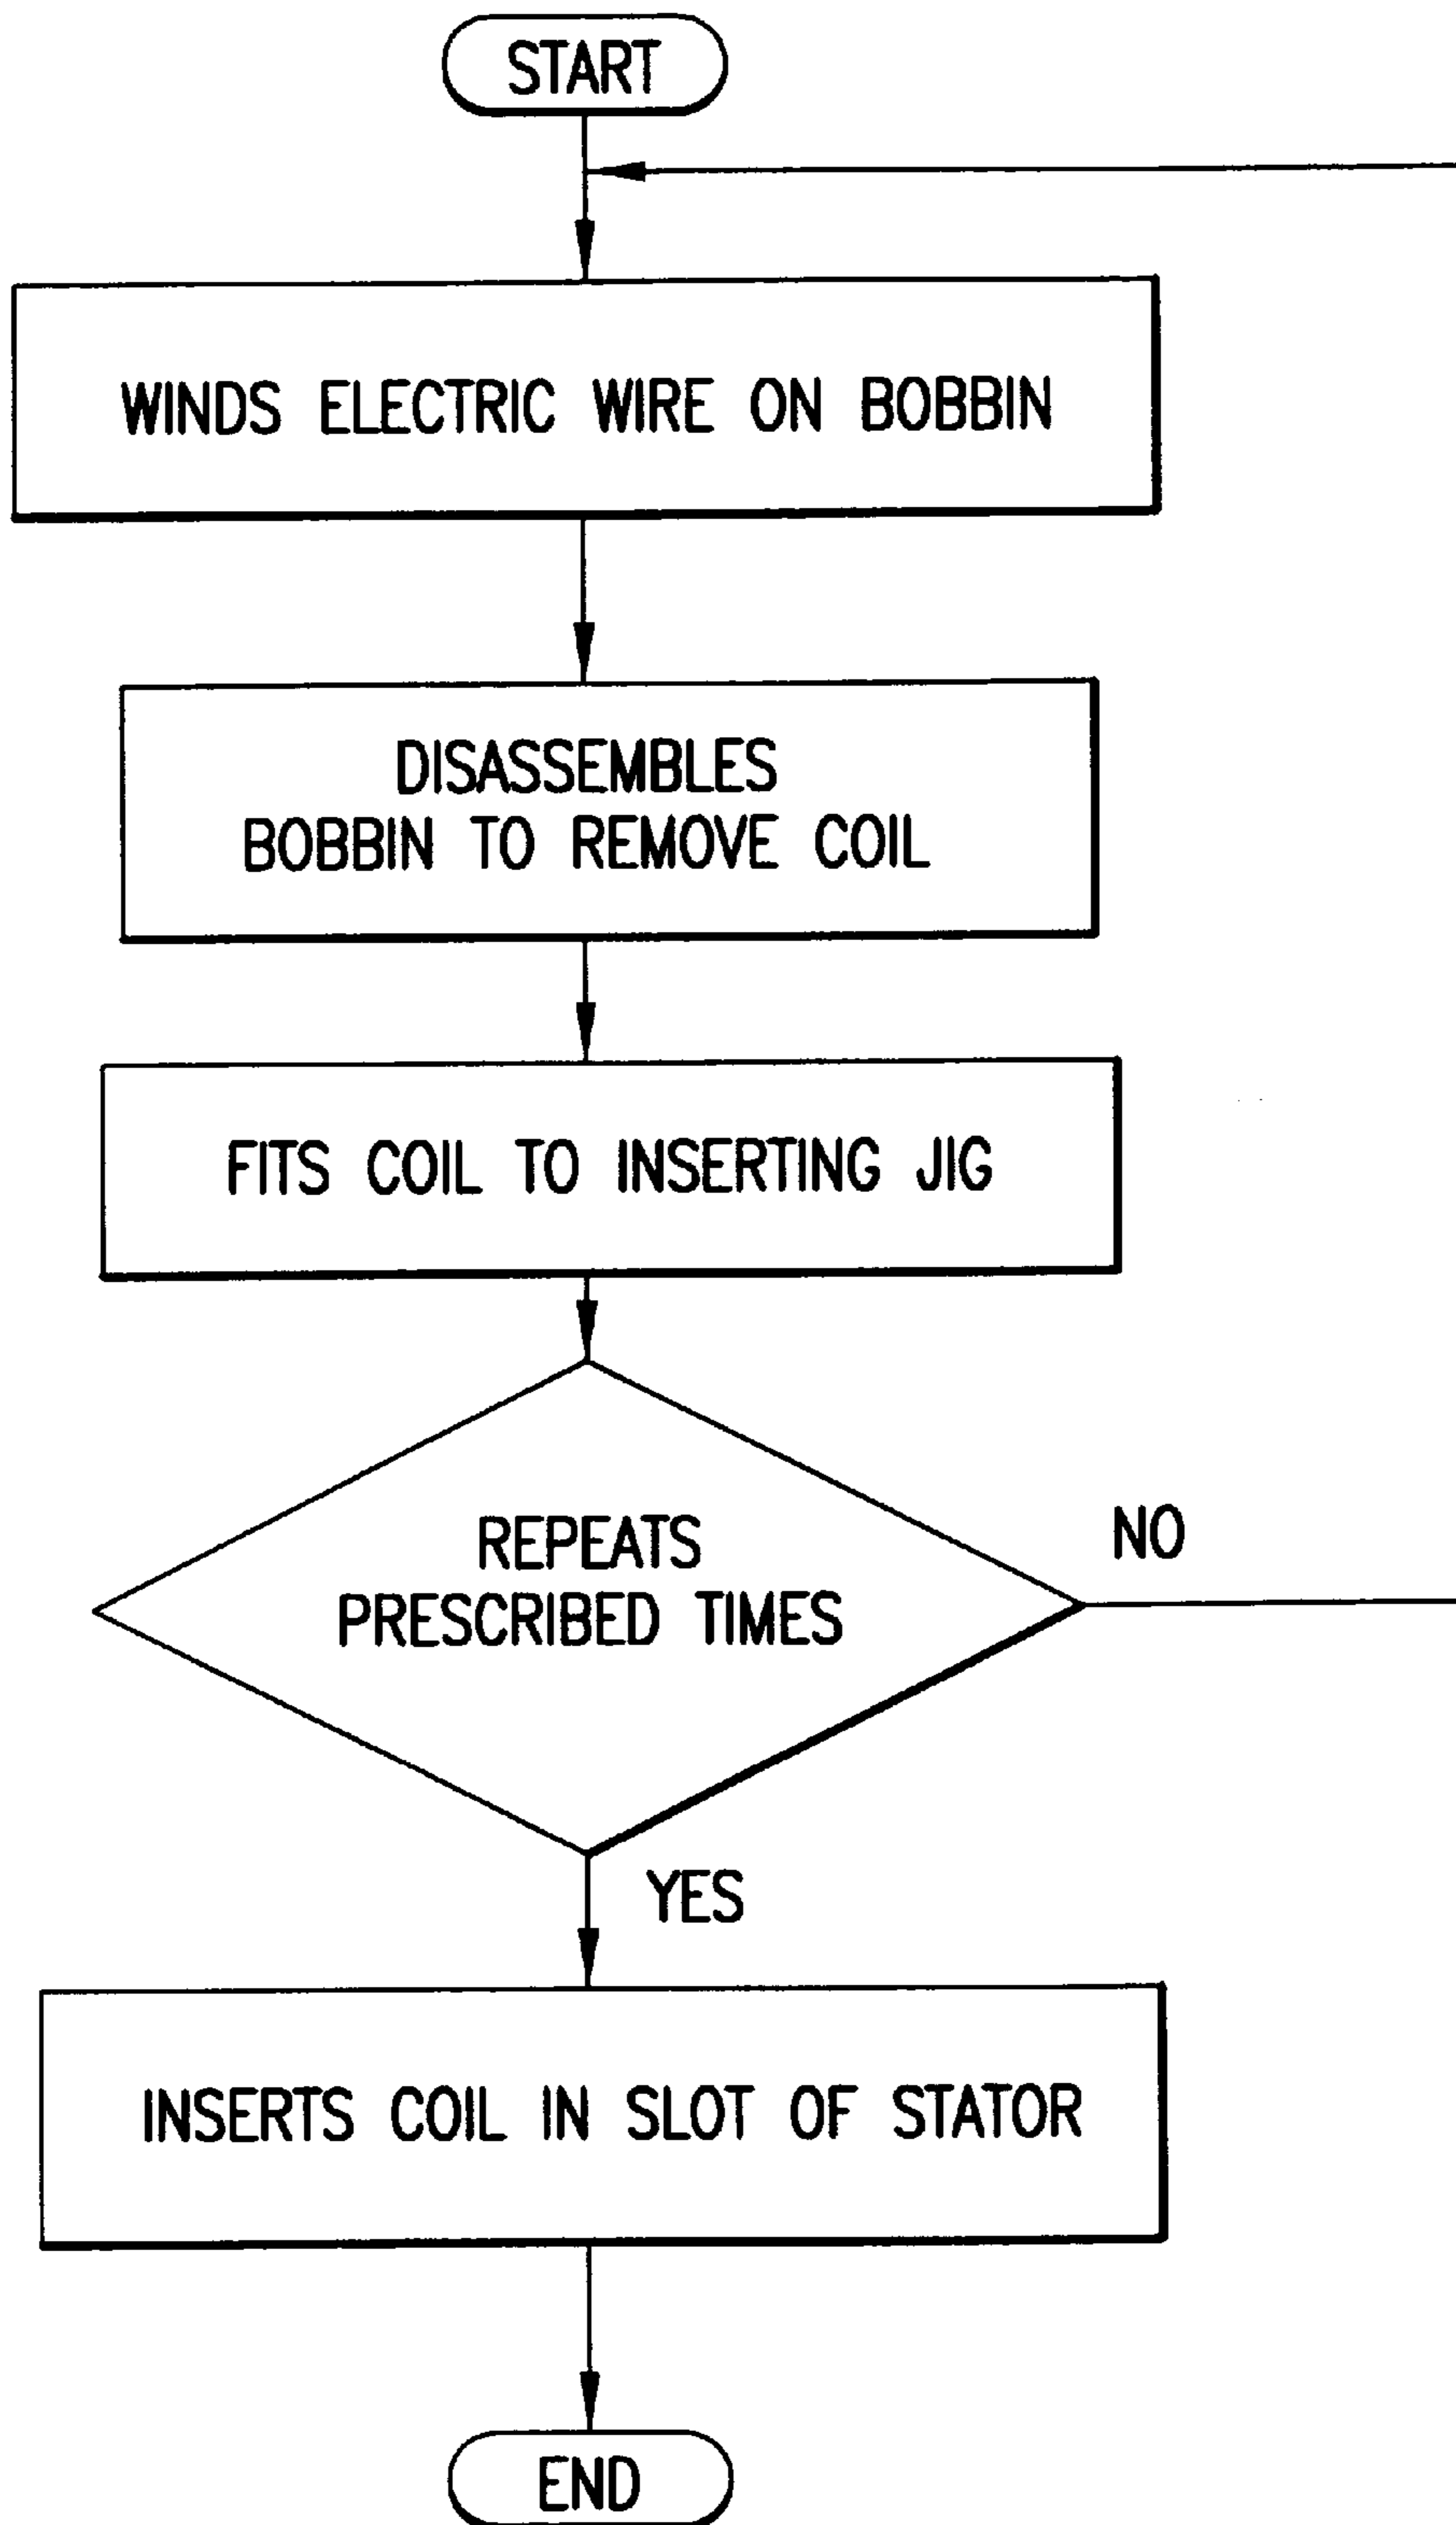 START
WINDS ELECTRIC WIRE ON BOBBIN
DISASSEMBLES
BOBBIN TO REMOVE COIL
FITS COIL TO INSERTING JIG
REPEATS
PRESCRIBED TIMES
NO
YES
INSERTS COIL IN SLOT OF STATOR
END